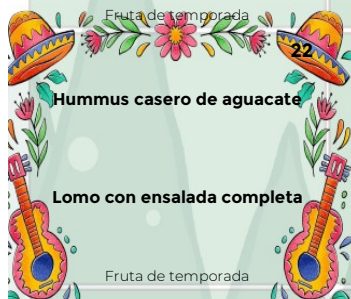 Fruta de temporada
22
Hummus casero de aguacate
Lomo con ensalada completa
Fruta de temporada